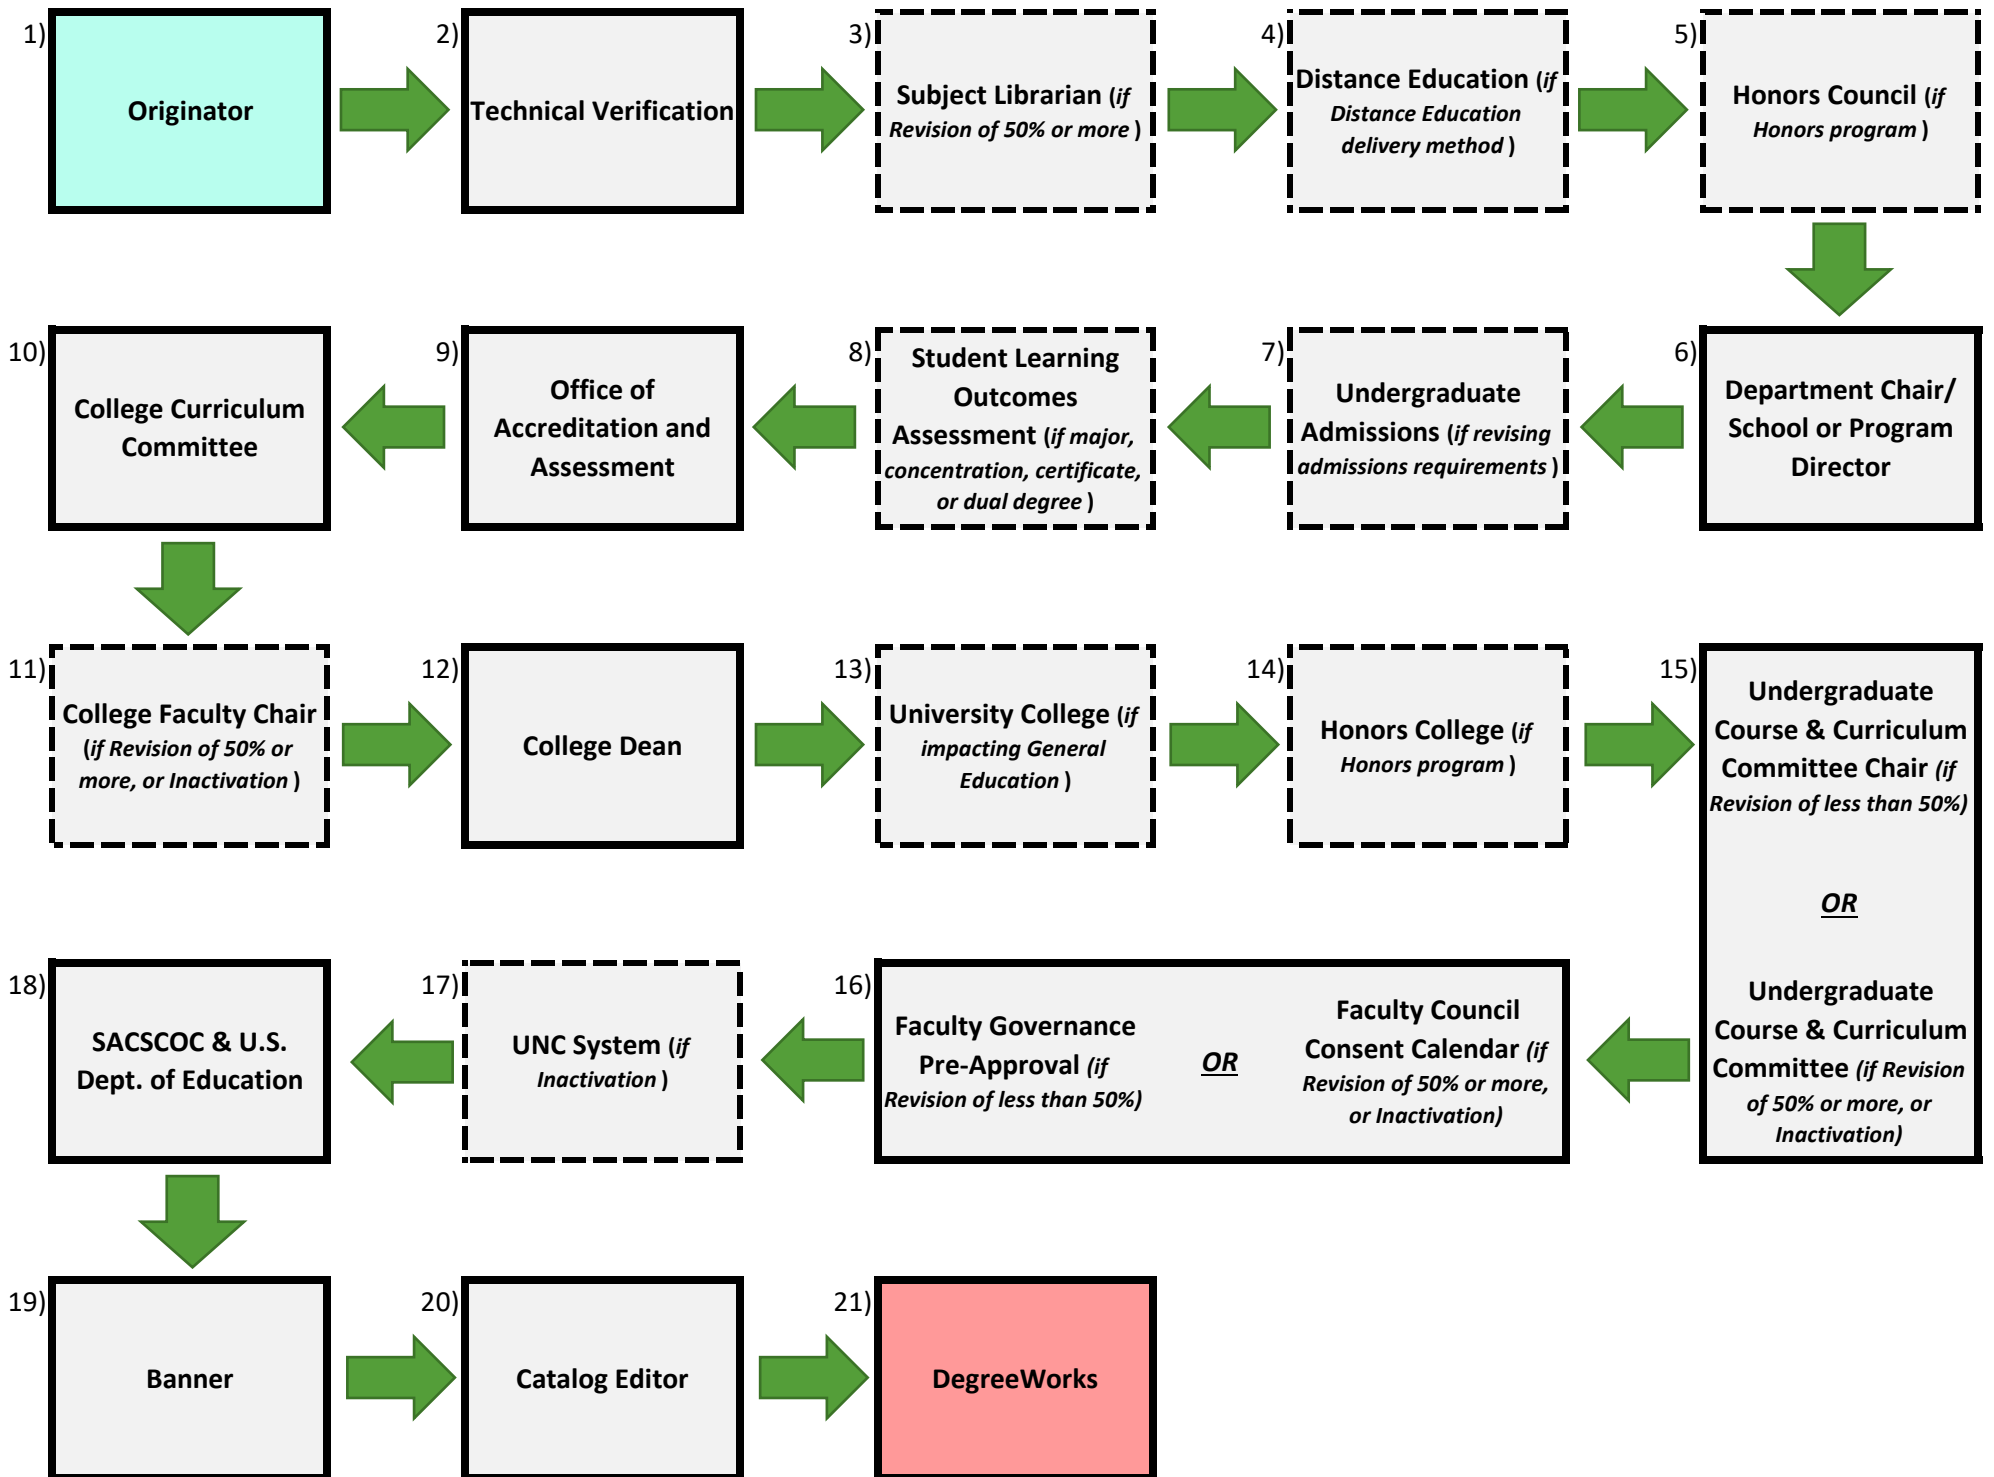 1)
Originator
2)
Technical Verification
3)
Subject Librarian (if
Revision of 50% or more )
4)
Distance Education (if
Distance Education
delivery method )
5)
Honors Council (if
Honors program )
6)
Department Chair/
School or Program
Director
7)
Undergraduate
Admissions (if revising
admissions requirements )
8)
Student Learning
Outcomes
Assessment (if major,
concentration, certificate,
or dual degree )
9)
Office of
Accreditation and
Assessment
10)
College Curriculum
Committee
11)
College Faculty Chair
(if Revision of 50% or
more, or Inactivation )
12)
College Dean
13)
University College (if
impacting General
Education )
14)
Honors College (if
Honors program )
15)
Undergraduate
Course & Curriculum
Committee Chair (if
Revision of less than 50%)
OR
Undergraduate
Course & Curriculum
Committee (if Revision
of 50% or more, or
Inactivation)
16)
Faculty Governance
Pre-Approval (if
Revision of less than 50%)
OR
Faculty Council
Consent Calendar (if
Revision of 50% or more,
or Inactivation)
17)
UNC System (if
Inactivation )
18)
SACSCOC & U.S.
Dept. of Education
19)
Banner
20)
Catalog Editor
21)
DegreeWorks